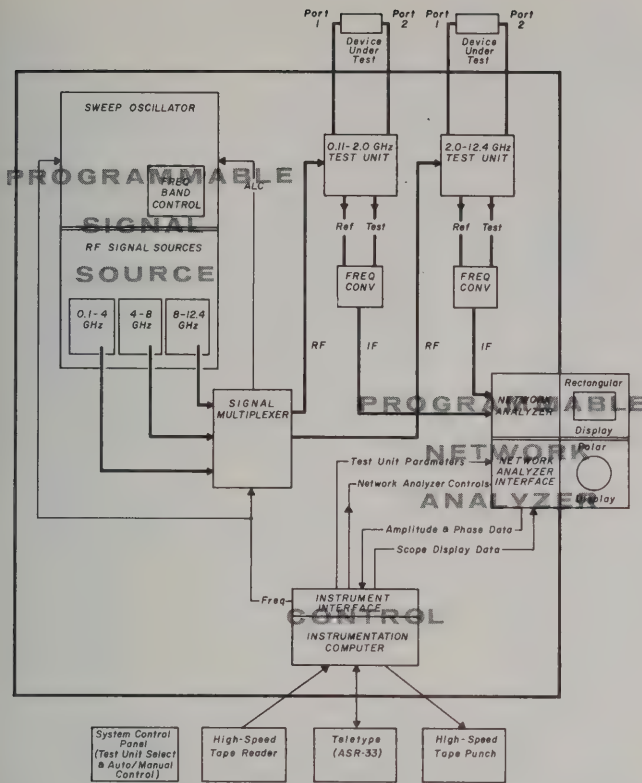 Port
1
Port
2
Port
1
Port
2
Device
Under
Test
Device
Under
Test
SWEEP OSCILLATOR
FREQ
BAND
CONTROL
ALC
PROGRAMMABLE
SIGNAL
SOURCE
RF SIGNAL SOURCES
0.1-4
GHz
4-8
GHz
8-12.4
GHz
0.11-2.0 GHz
TEST UNIT
2.0-12.4 GHz
TEST UNIT
Ref
Test
Ref
Test
FREQ
CONV
FREQ
CONV
RF
IF
RF
IF
SIGNAL
MULTIPLEXER
PROGRAMMABLE
NETWORK
ANALYZER
NETWORK
ANALYZER
Rectangular
Display
NETWORK
ANALYZER
INTERFACE
Polar
Display
Test Unit Parameters
Network Analyzer Controls
Amplitude & Phase Data
Scope Display Data
Freq
INSTRUMENT
INTERFACE
CONTROL
INSTRUMENTATION
COMPUTER
System Control
Panel
(Test Unit Select
& Auto/Manual
Control)
High-Speed
Tape Reader
Teletype
(ASR-33)
High-Speed
Tape Punch